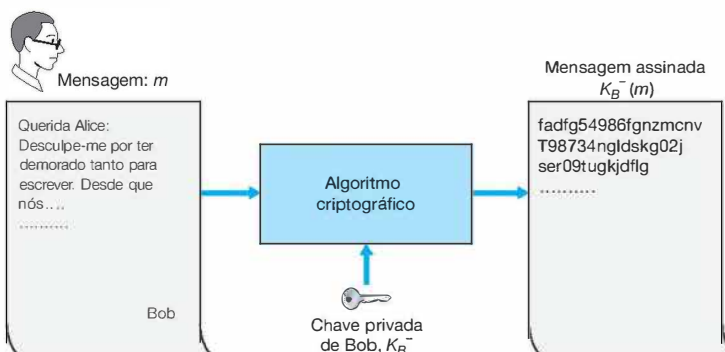 Mensagem: m
Querida Alice:
Desculpe-me por ter
demorado tanto para
escrever. Desde que
nós....
..........
Bob
Algoritmo
criptográfico
Chave privada
de Bob, K_B^-
Mensagem assinada
K_B^- (m)
fadfg54986fgnzmcnv
T98734ngldskg02j
ser09tugkjdflg
..........